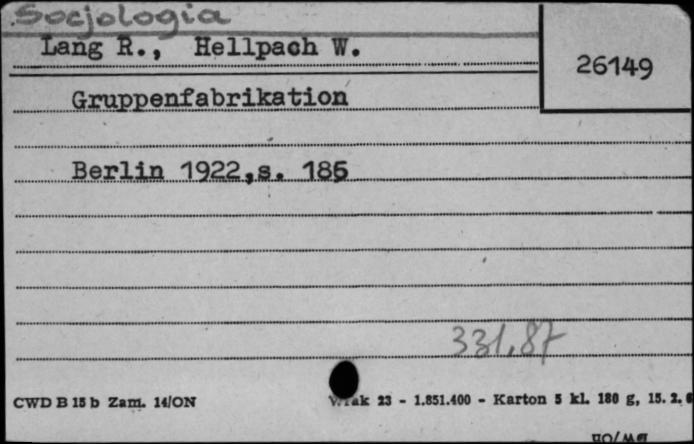 Socjologia
Lang R., Hellpach W.
26149
Gruppenfabrikation
Berlin 1922,s. 185
331,87
CWD B 15 b Zam. 14/ON
23 - 1.851.400 - Karton 5 kl. 180 g, 15. 2. 6